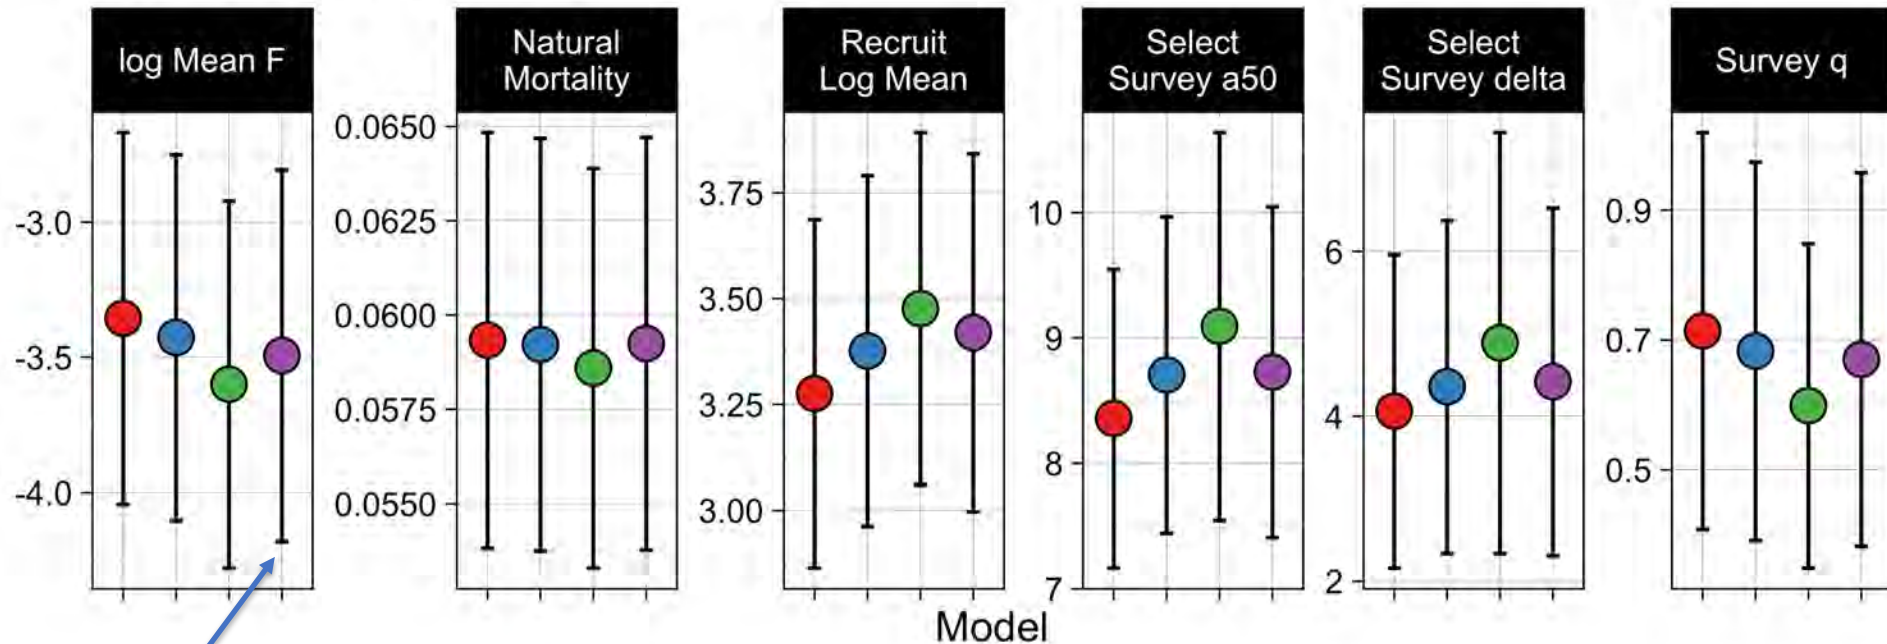 log Mean F
-3.0
-3.5
-4.0
Natural
Mortality
0.0650
0.0625
0.0600
0.0575
0.0550
Recruit
Log Mean
3.75
3.50
3.25
3.00
Select
Survey a50
10
9
8
7
Select
Survey delta
6
4
2
Survey q
0.9
0.7
0.5
Model